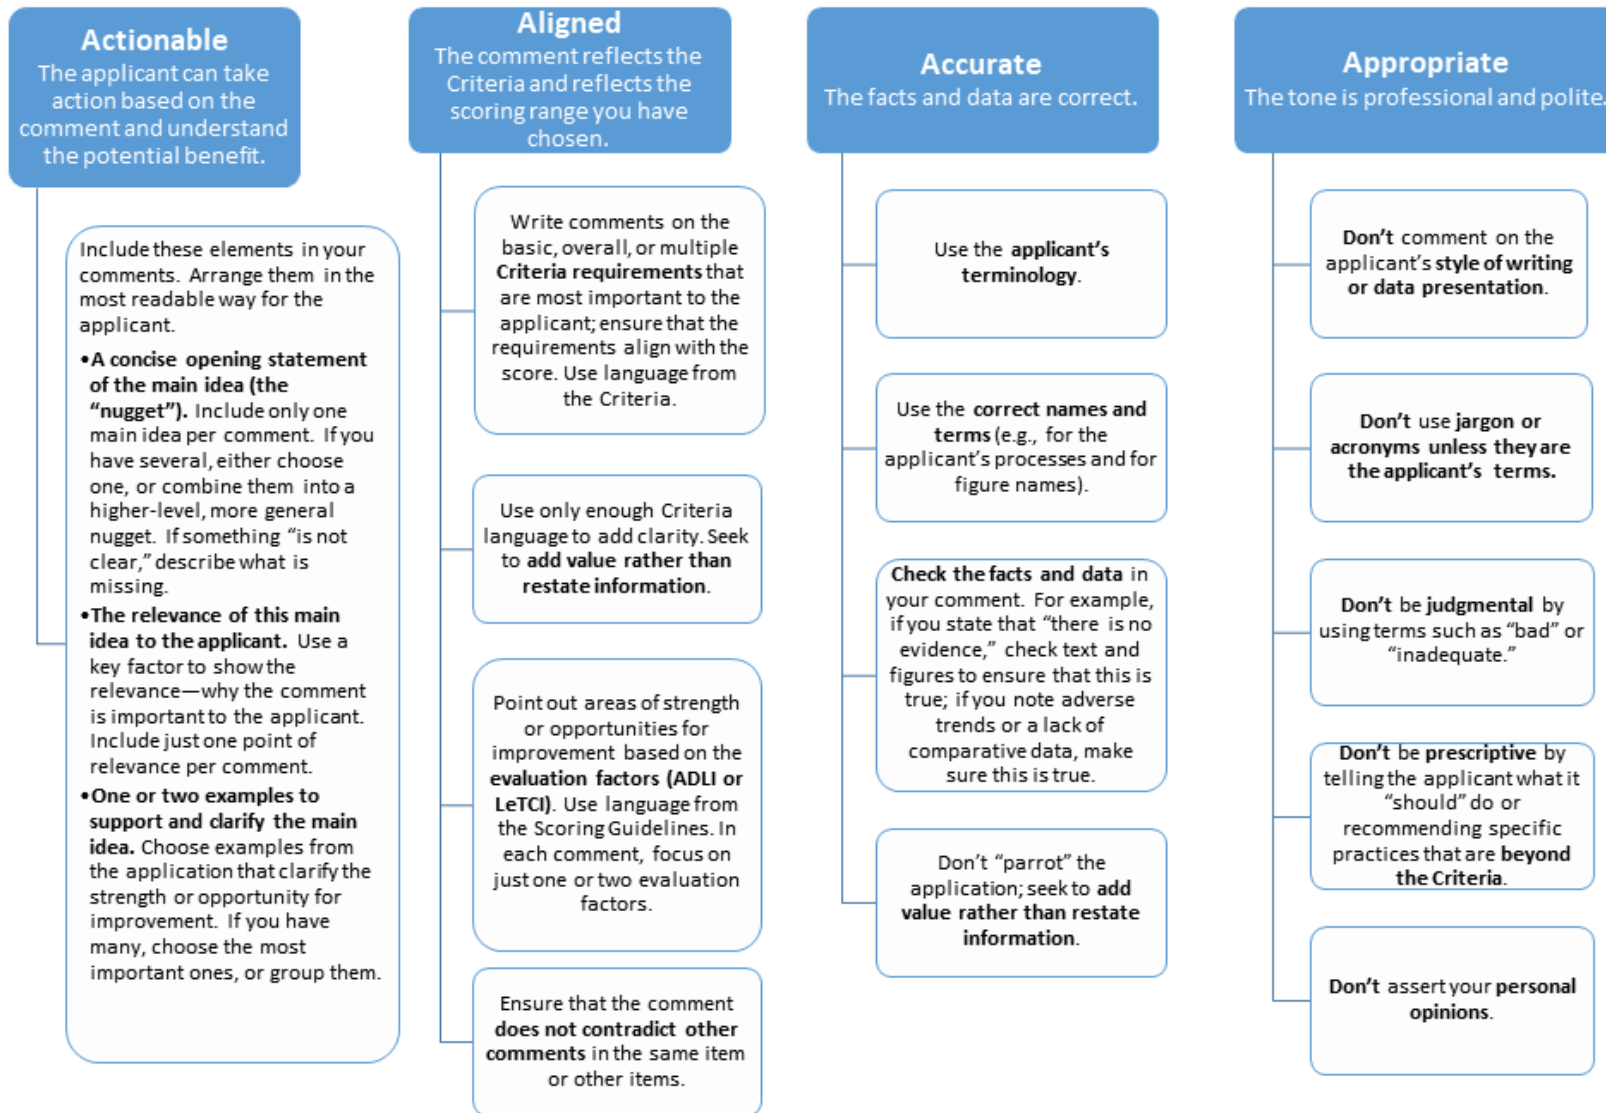 Actionable
The applicant can take
action based on the
comment and understand
the potential benefit.
Include these elements in your
comments. Arrange them in the
most readable way for the
applicant.
•A concise opening statement
of the main idea (the
“nugget”). Include only one
main idea per comment. If you
have several, either choose
one, or combine them into a
higher-level, more general
nugget. If something “is not
clear,” describe what is
missing.
•The relevance of this main
idea to the applicant. Use a
key factor to show the
relevance—why the comment
is important to the applicant.
Include just one point of
relevance per comment.
•One or two examples to
support and clarify the main
idea. Choose examples from
the application that clarify the
strength or opportunity for
improvement. If you have
many, choose the most
important ones, or group them.
Aligned
The comment reflects the
Criteria and reflects the
scoring range you have
chosen.
Write comments on the
basic, overall, or multiple
Criteria requirements that
are most important to the
applicant; ensure that the
requirements align with the
score. Use language from
the Criteria.
Use only enough Criteria
language to add clarity. Seek
to add value rather than
restate information.
Point out areas of strength
or opportunities for
improvement based on the
evaluation factors (ADLI or
LeTCI). Use language from
the Scoring Guidelines. In
each comment, focus on
just one or two evaluation
factors.
Ensure that the comment
does not contradict other
comments in the same item
or other items.
Accurate
The facts and data are correct.
Use the applicant’s
terminology.
Use the correct names and
terms (e.g., for the
applicant’s processes and for
figure names).
Check the facts and data in
your comment. For example,
if you state that “there is no
evidence,” check text and
figures to ensure that this is
true; if you note adverse
trends or a lack of
comparative data, make
sure this is true.
Don’t “parrot” the
application; seek to add
value rather than restate
information.
Appropriate
The tone is professional and polite.
Don’t comment on the
applicant’s style of writing
or data presentation.
Don’t use jargon or
acronyms unless they are
the applicant’s terms.
Don’t be judgmental by
using terms such as “bad” or
“inadequate.”
Don’t be prescriptive by
telling the applicant what it
“should” do or
recommending specific
practices that are beyond
the Criteria.
Don’t assert your personal
opinions.